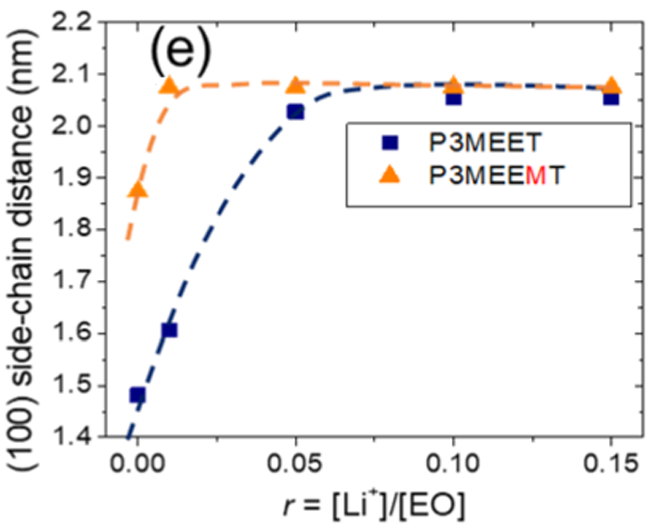 (e)
2.2
2.1
2.0
1.9
1.8
1.7
1.6
1.5
1.4
(100) side-chain distance (nm)
P3MEET
P3MEEMT
0.00 0.05 0.10 0.15
r = [Li⁺]/[EO]